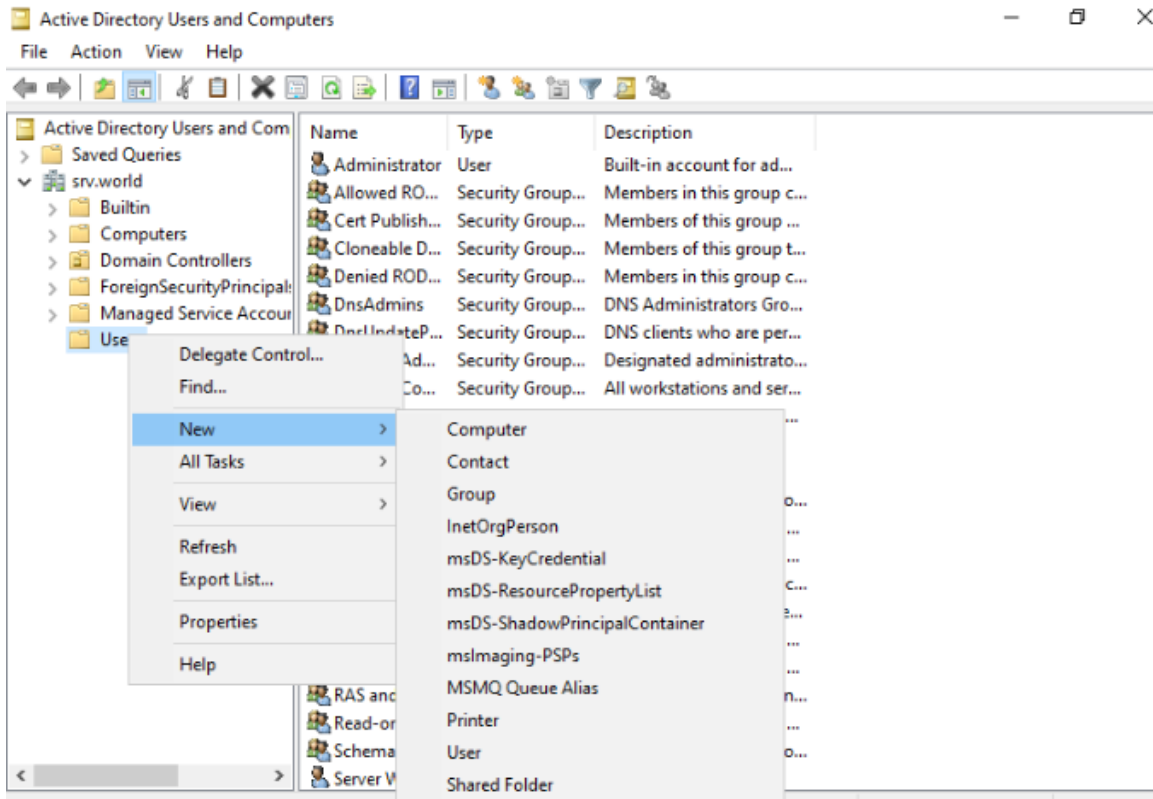 Active Directory Users and Computers
File Action View Help
Active Directory Users and Com
Saved Queries
srv.world
Builtin
Computers
Domain Controllers
ForeignSecurityPrincipals
Managed Service Accoun
Use
Name Type Description
Administrator User Built-in account for ad...
Allowed RO... Security Group... Members in this group c...
Cert Publish... Security Group... Members of this group ...
Cloneable D... Security Group... Members of this group t...
Denied ROD... Security Group... Members in this group c...
DnsAdmins Security Group... DNS Administrators Gro...
DnsUpdateP... Security Group... DNS clients who are per...
Ad... Security Group... Designated administrato...
Co... Security Group... All workstations and ser...
...
o...
...
...
c...
e...
...
...
RAS and n...
Read-or ...
Schema o...
Server W
Delegate Control...
Find...
New
All Tasks
View
Refresh
Export List...
Properties
Help
Computer
Contact
Group
InetOrgPerson
msDS-KeyCredential
msDS-ResourcePropertyList
msDS-ShadowPrincipalContainer
msImaging-PSPs
MSMQ Queue Alias
Printer
User
Shared Folder